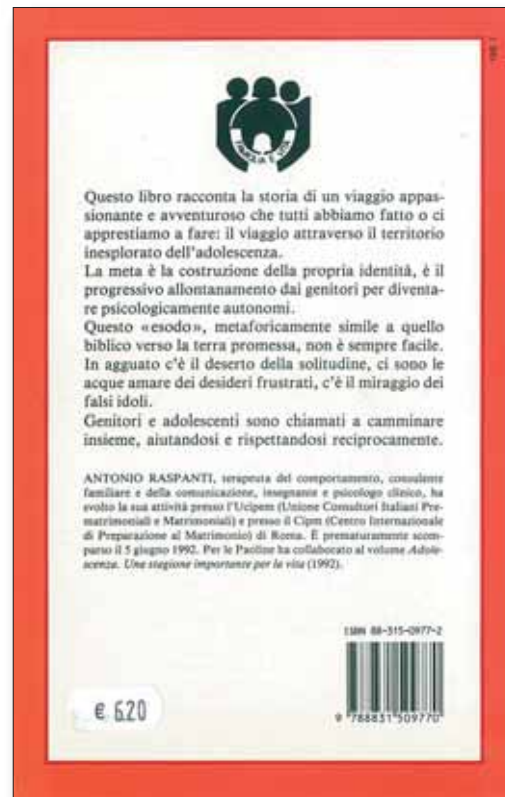 FAMIGLIA E VITA
Questo libro racconta la storia di un viaggio appas-
sionante e avventuroso che tutti abbiamo fatto o ci
apprestiamo a fare: il viaggio attraverso il territorio
inesplorato dell'adolescenza.
La meta è la costruzione della propria identità, è il
progressivo allontanamento dai genitori per diventa-
re psicologicamente autonomi.
Questo «esodo», metaforicamente simile a quello
biblico verso la terra promessa, non è sempre facile.
In agguato c'è il deserto della solitudine, ci sono le
acque amare dei desideri frustrati, c'è il miraggio dei
falsi idoli.
Genitori e adolescenti sono chiamati a camminare
insieme, aiutandosi e rispettandosi reciprocamente.
ANTONIO RASPANTI, terapeuta del comportamento, consulente
familiare e della comunicazione, insegnante e psicologo clinico, ha
svolto la sua attività presso l'Ucipem (Unione Consultori Italiani Pre-
matrimoniali e Matrimoniali) e presso il Cipm (Centro Internazionale
di Preparazione al Matrimonio) di Roma. È prematuramente scom-
parso il 5 giugno 1992. Per le Paoline ha collaborato al volume Adole-
scenza. Una stagione importante per la vita (1992).
ISBN 88-315-0977-2
€ 6.20
9 788831 509770